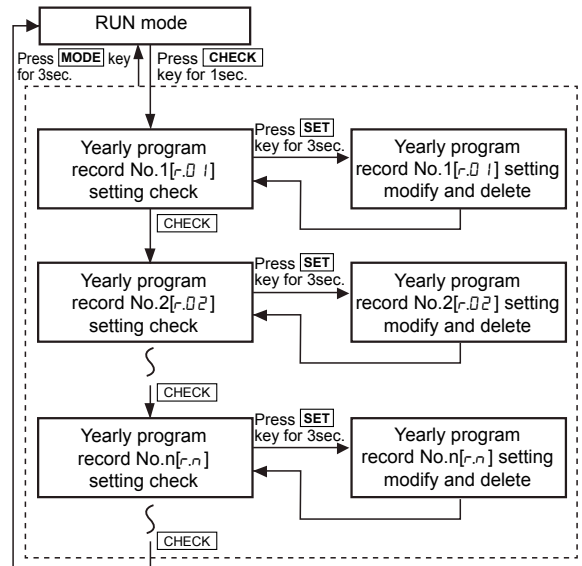 RUN mode
Press MODE key
for 3sec.
Press CHECK
key for 1sec.
Yearly program
record No.1[r.01]
setting check
Press SET
key for 3sec.
Yearly program
record No.1[r.01] setting
modify and delete
CHECK
Yearly program
record No.2[r.02]
setting check
Press SET
key for 3sec.
Yearly program
record No.2[r.02] setting
modify and delete
CHECK
Yearly program
record No.n[r.n]
setting check
Press SET
key for 3sec.
Yearly program
record No.n[r.n] setting
modify and delete
CHECK